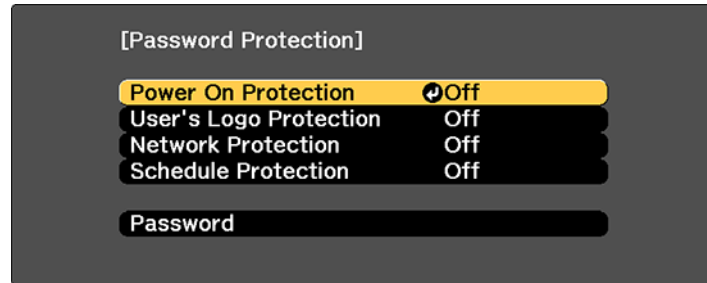 [Password Protection]
Power On Protection Off
User's Logo Protection Off
Network Protection Off
Schedule Protection Off
Password